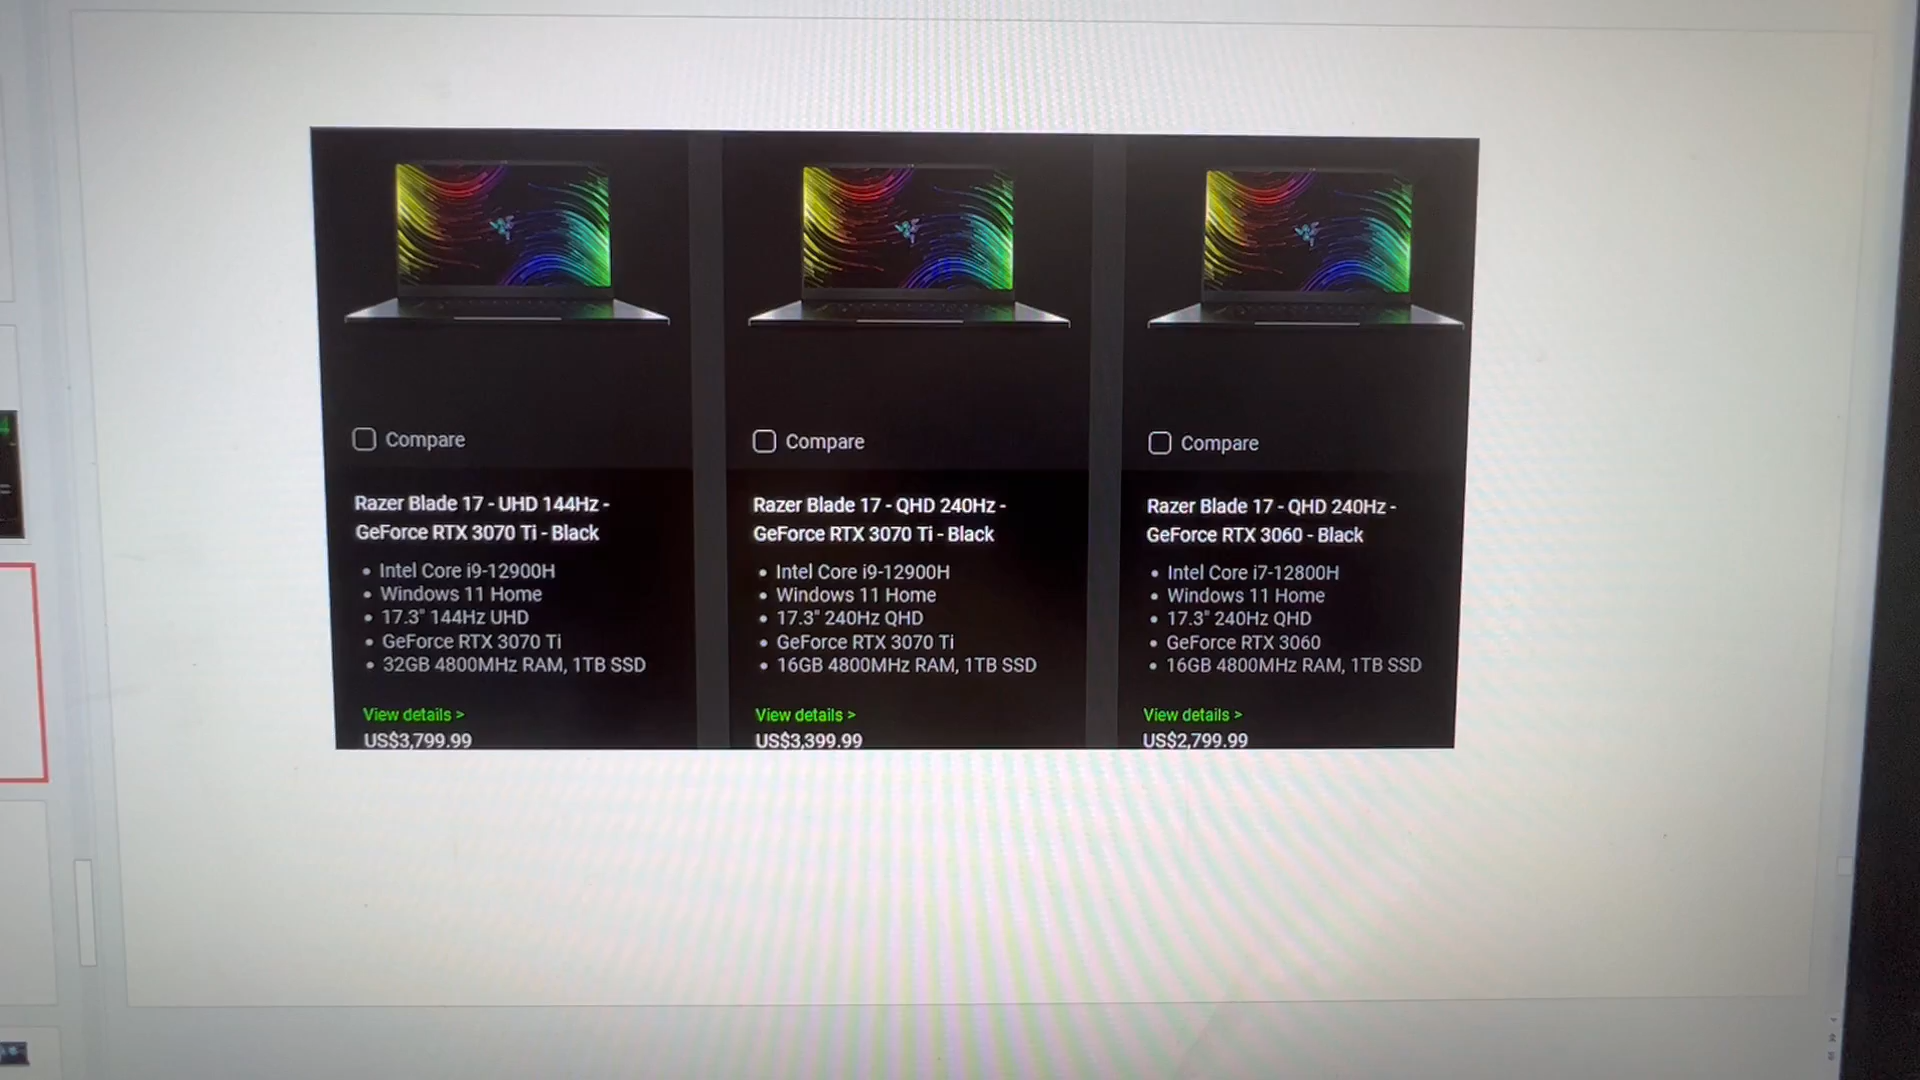 Compare
Razer Blade 17 - UHD 144Hz -
GeForce RTX 3070 Ti - Black
• Intel Core i9-12900H
• Windows 11 Home
• 17.3" 144Hz UHD
• GeForce RTX 3070 Ti
• 32GB 4800MHz RAM, 1TB SSD
View details >
US$3,799.99
Compare
Razer Blade 17 - QHD 240Hz -
GeForce RTX 3070 Ti - Black
• Intel Core i9-12900H
• Windows 11 Home
• 17.3" 240Hz QHD
• GeForce RTX 3070 Ti
• 16GB 4800MHz RAM, 1TB SSD
View details >
US$3,399.99
Compare
Razer Blade 17 - QHD 240Hz -
GeForce RTX 3060 - Black
• Intel Core i7-12800H
• Windows 11 Home
• 17.3" 240Hz QHD
• GeForce RTX 3060
• 16GB 4800MHz RAM, 1TB SSD
View details >
US$2,799.99